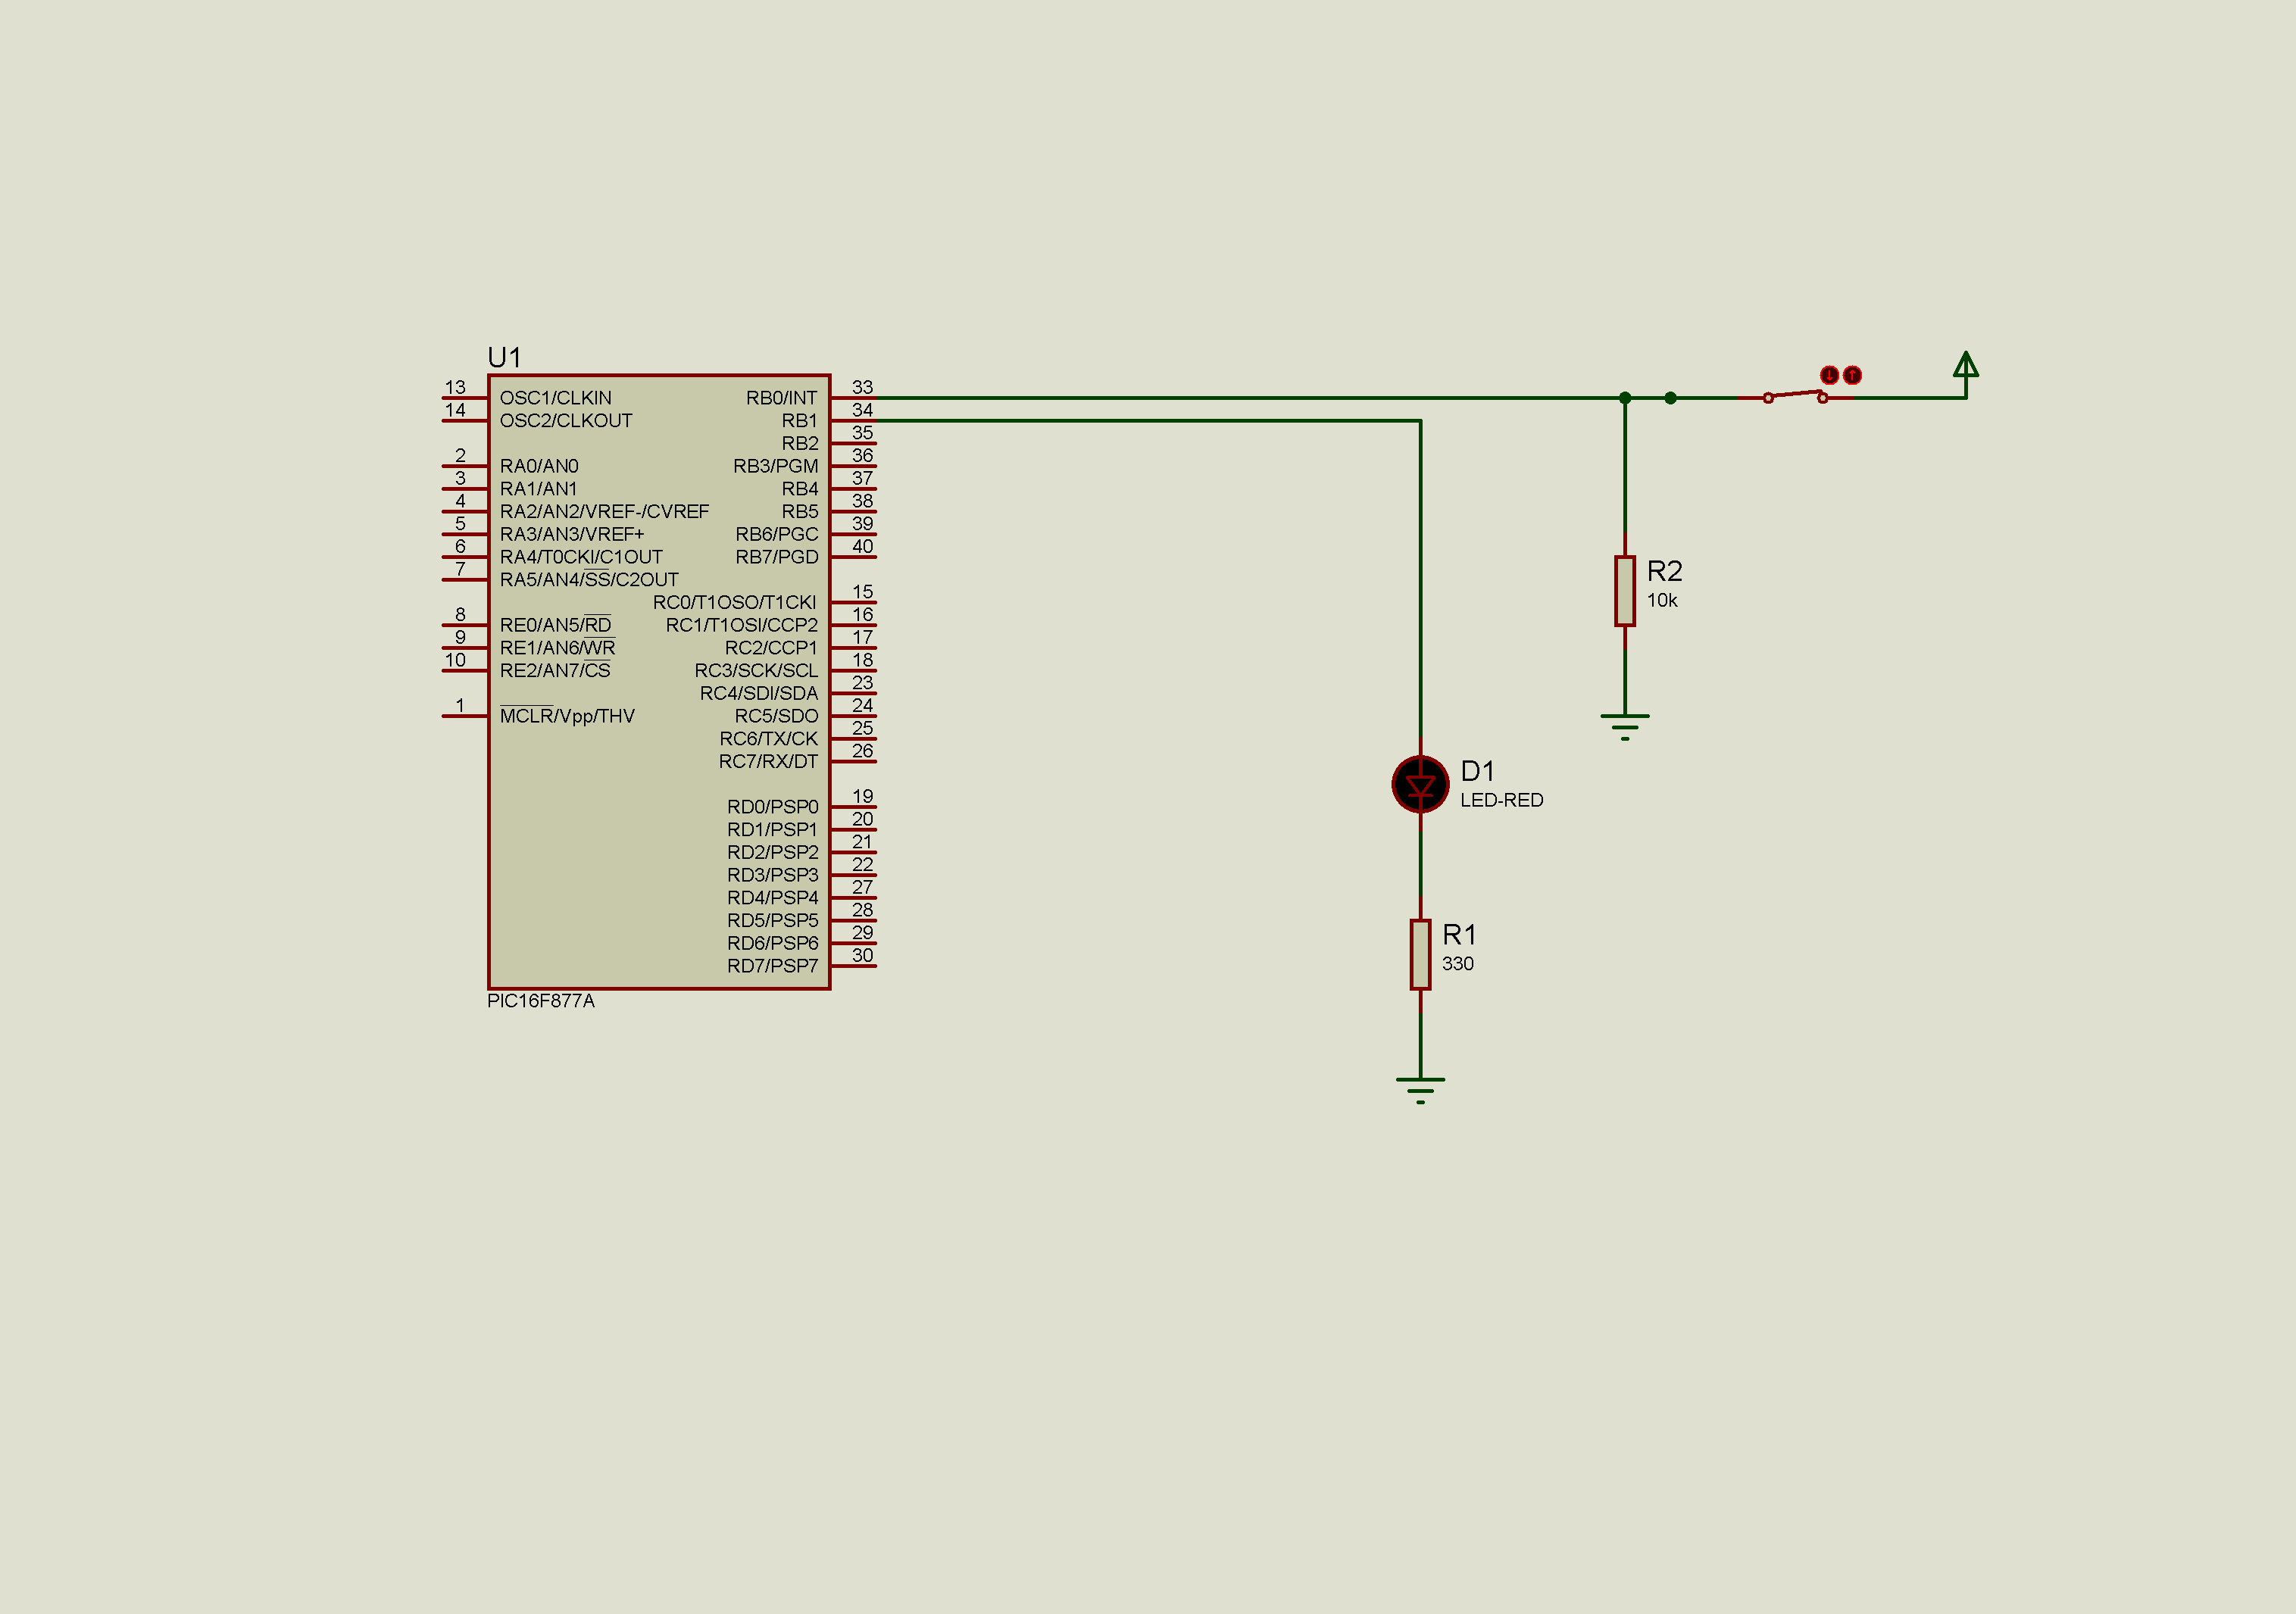 U1
13 OSC1/CLKIN RB0/INT 33
14 OSC2/CLKOUT RB1 34
RB2 35
2 RA0/AN0 RB3/PGM 36
3 RA1/AN1 RB4 37
4 RA2/AN2/VREF-/CVREF RB5 38
5 RA3/AN3/VREF+ RB6/PGC 39
6 RA4/T0CKI/C1OUT RB7/PGD 40
7 RA5/AN4/SS/C2OUT
RC0/T1OSO/T1CKI 15
8 RE0/AN5/RD RC1/T1OSI/CCP2 16
9 RE1/AN6/WR RC2/CCP1 17
10 RE2/AN7/CS RC3/SCK/SCL 18
RC4/SDI/SDA 23
1 MCLR/Vpp/THV RC5/SDO 24
RC6/TX/CK 25
RC7/RX/DT 26
RD0/PSP0 19
RD1/PSP1 20
RD2/PSP2 21
RD3/PSP3 22
RD4/PSP4 27
RD5/PSP5 28
RD6/PSP6 29
RD7/PSP7 30
PIC16F877A
R2
10k
D1
LED-RED
R1
330